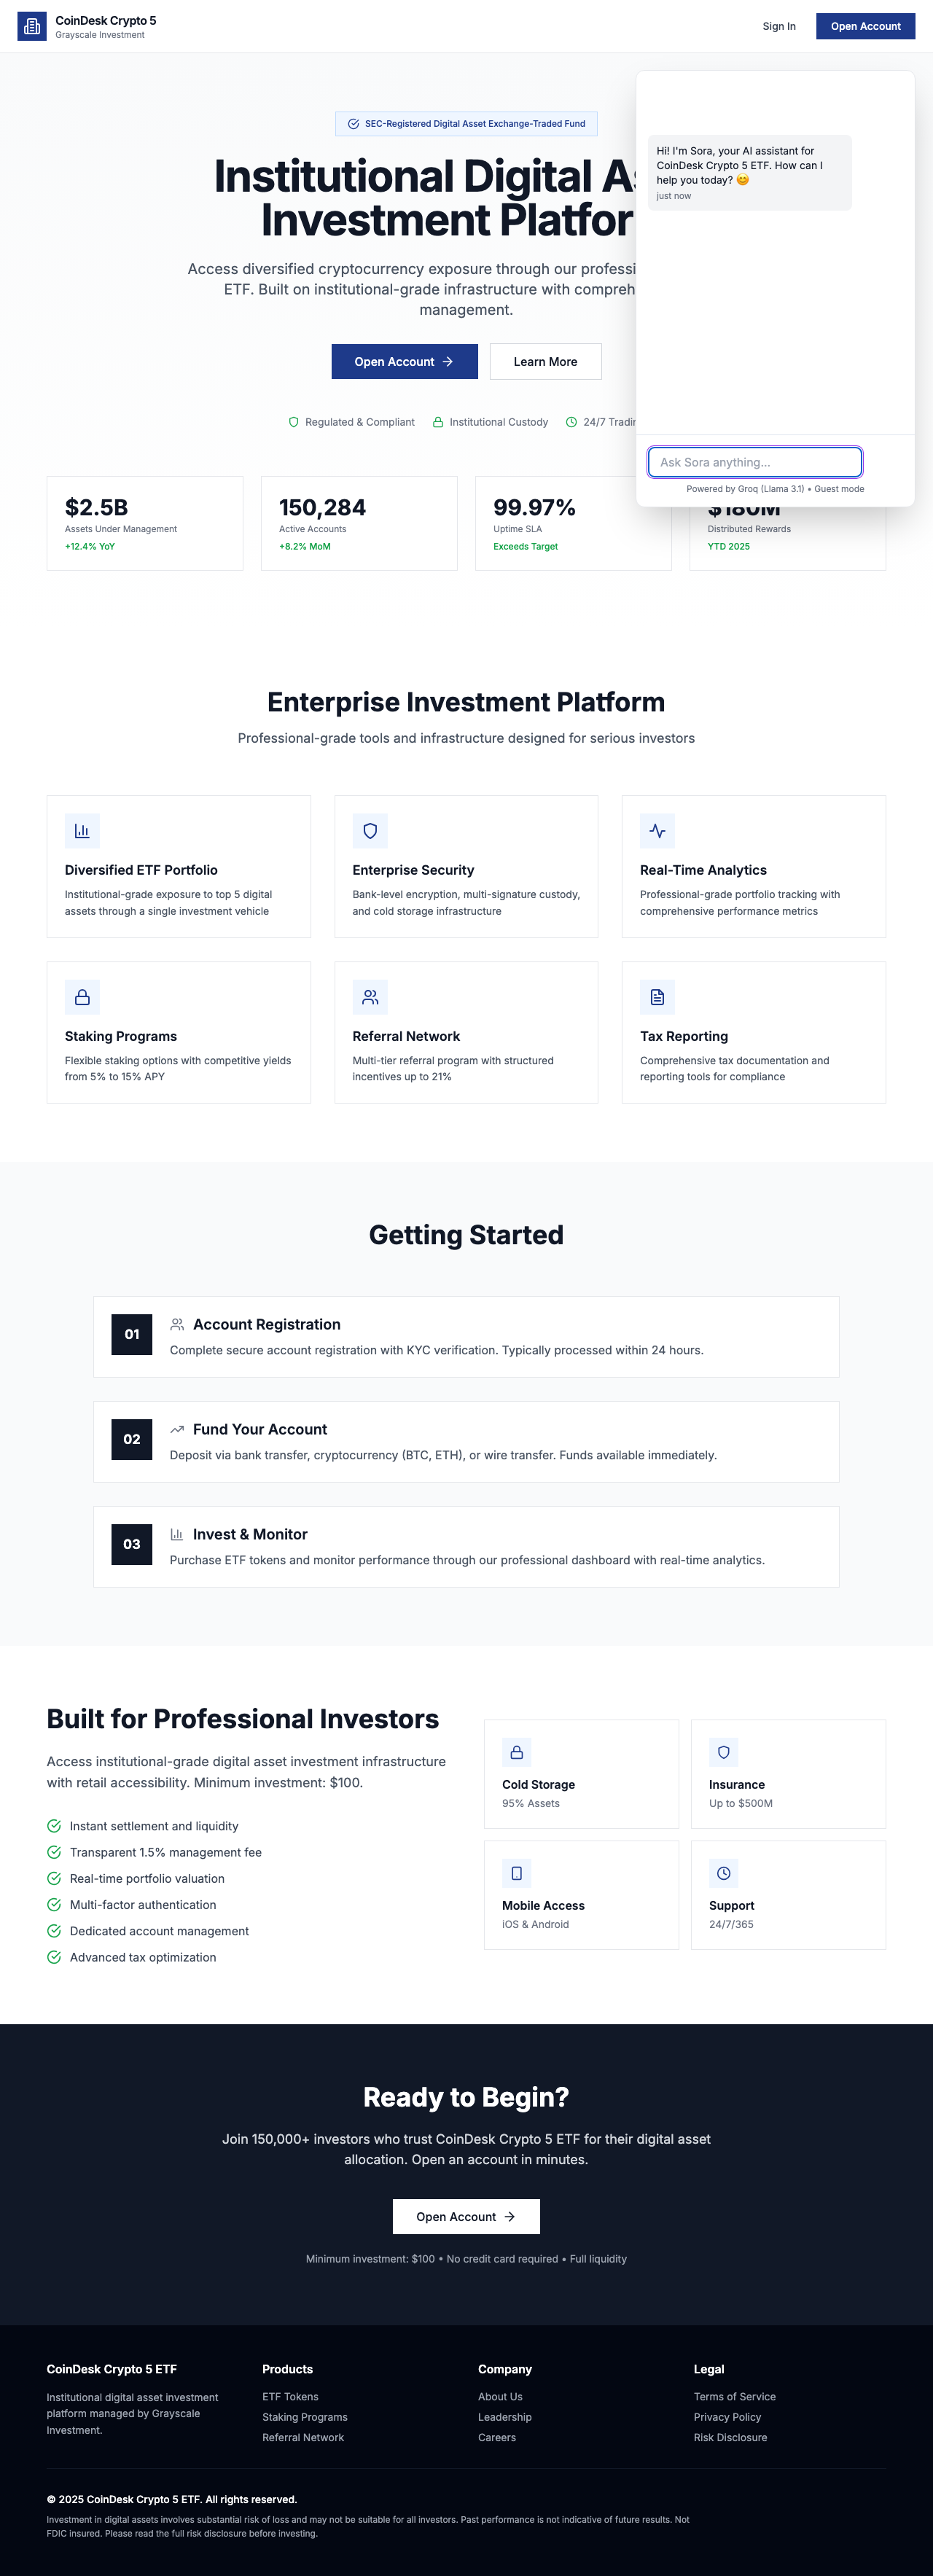 CoinDesk Crypto 5
Grayscale Investment
Sign In
Open Account
SEC-Registered Digital Asset Exchange-Traded Fund
Institutional Digital
Investment
Access diversified cryptocurrency exposure through our
ETF. Built on institutional-grade infrastructure with
management.
Open Account
Learn More
Regulated & Compliant
Institutional Custody
24/7
Hi! I'm Sora, your AI assistant for
CoinDesk Crypto 5 ETF. How can I
help you today? 😊
just now
Ask Sora anything...
Powered by Groq (Llama 3.1) • Guest mode
$2.5B
Assets Under Management
+12.4% YoY
150,284
Active Accounts
+8.2% MoM
99.97%
Uptime SLA
Exceeds Target
$180M
Distributed Rewards
YTD 2025
Enterprise Investment Platform
Professional-grade tools and infrastructure designed for serious investors
Diversified ETF Portfolio
Institutional-grade exposure to top 5 digital
assets through a single investment vehicle
Enterprise Security
Bank-level encryption, multi-signature custody,
and cold storage infrastructure
Real-Time Analytics
Professional-grade portfolio tracking with
comprehensive performance metrics
Staking Programs
Flexible staking options with competitive yields
from 5% to 15% APY
Referral Network
Multi-tier referral program with structured
incentives up to 21%
Tax Reporting
Comprehensive tax documentation and
reporting tools for compliance
Getting Started
01
Account Registration
Complete secure account registration with KYC verification. Typically processed within 24 hours.
02
Fund Your Account
Deposit via bank transfer, cryptocurrency (BTC, ETH), or wire transfer. Funds available immediately.
03
Invest & Monitor
Purchase ETF tokens and monitor performance through our professional dashboard with real-time analytics.
Built for Professional Investors
Access institutional-grade digital asset investment infrastructure
with retail accessibility. Minimum investment: $100.
Instant settlement and liquidity
Transparent 1.5% management fee
Real-time portfolio valuation
Multi-factor authentication
Dedicated account management
Advanced tax optimization
Cold Storage
95% Assets
Insurance
Up to $500M
Mobile Access
iOS & Android
Support
24/7/365
Ready to Begin?
Join 150,000+ investors who trust CoinDesk Crypto 5 ETF for their digital asset
allocation. Open an account in minutes.
Open Account
Minimum investment: $100 • No credit card required • Full liquidity
CoinDesk Crypto 5 ETF
Institutional digital asset investment
platform managed by Grayscale
Investment.
Products
ETF Tokens
Staking Programs
Referral Network
Company
About Us
Leadership
Careers
Legal
Terms of Service
Privacy Policy
Risk Disclosure
© 2025 CoinDesk Crypto 5 ETF. All rights reserved.
Investment in digital assets involves substantial risk of loss and may not be suitable for all investors. Past performance is not indicative of future results. Not
FDIC insured. Please read the full risk disclosure before investing.